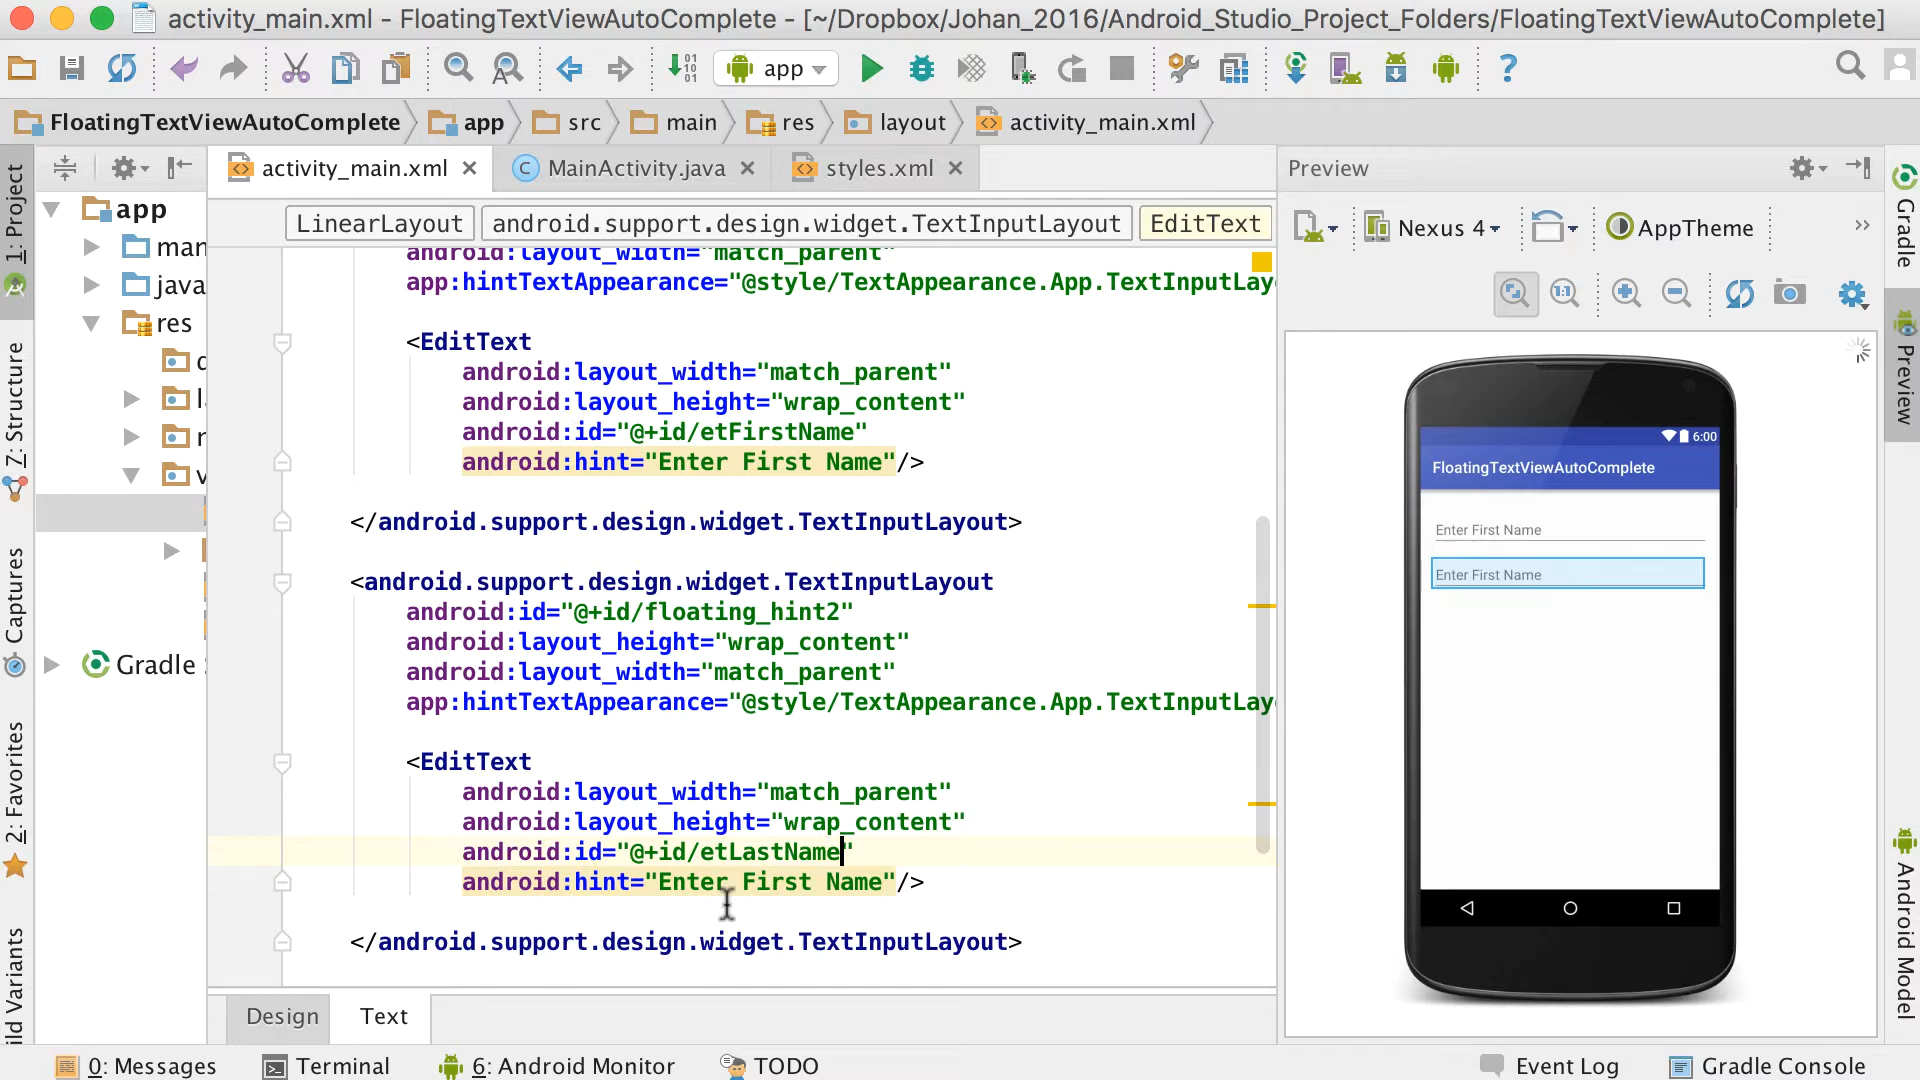 activity_main.xml - FloatingTextViewAutoComplete - [~/Dropbox/Johan_2016/Android_Studio_Project_Folders/FloatingTextViewAutoComplete]
app
FloatingTextViewAutoComplete
app
src
main
res
layout
activity_main.xml
activity_main.xml
MainActivity.java
styles.xml
Preview
LinearLayout
android.support.design.widget.TextInputLayout
EditText
Nexus 4
AppTheme
app
java
res
Gradle
android:layout_width="match_parent"
app:hintTextAppearance="@style/TextAppearance.App.TextInputLay
<EditText
android:layout_width="match_parent"
android:layout_height="wrap_content"
android:id="@+id/etFirstName"
android:hint="Enter First Name"/>
</android.support.design.widget.TextInputLayout>
<android.support.design.widget.TextInputLayout
android:id="@+id/floating_hint2"
android:layout_height="wrap_content"
android:layout_width="match_parent"
app:hintTextAppearance="@style/TextAppearance.App.TextInputLay
<EditText
android:layout_width="match_parent"
android:layout_height="wrap_content"
android:id="@+id/etLastName"
android:hint="Enter First Name"/>
</android.support.design.widget.TextInputLayout>
6:00
FloatingTextViewAutoComplete
Enter First Name
Enter First Name
1: Project
7: Structure
Captures
2: Favorites
Gradle
Preview
Android Model
Design
Text
0: Messages
Terminal
6: Android Monitor
TODO
Event Log
Gradle Console